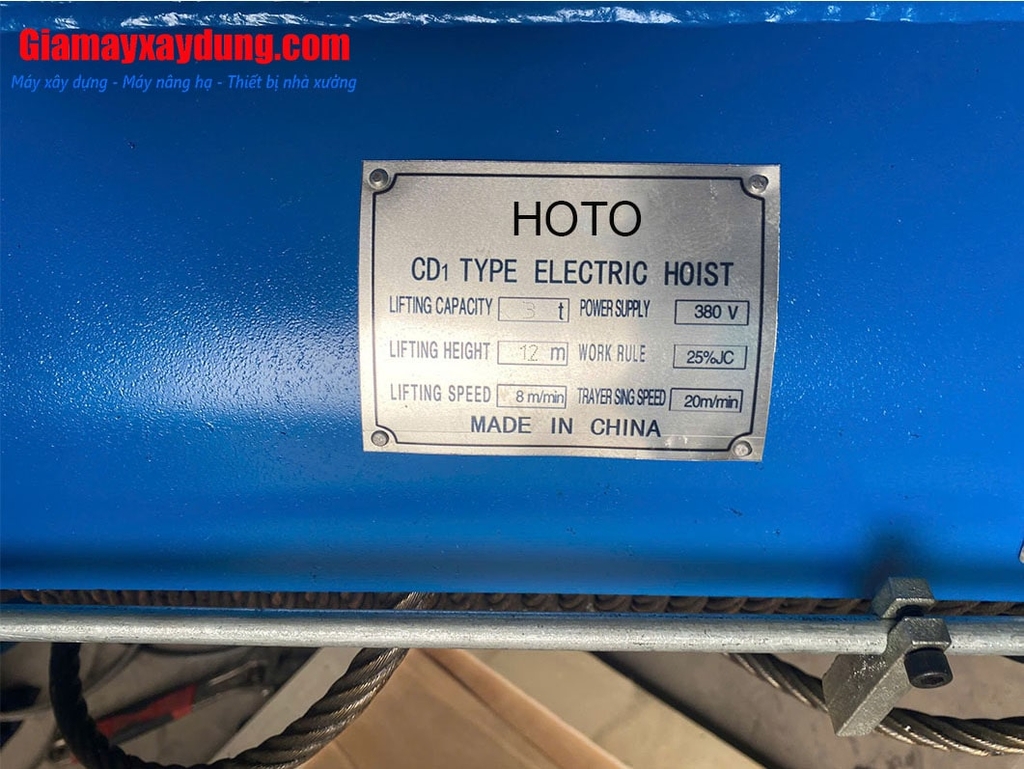 Giamayxaydung.com
Máy xây dựng - Máy nâng hạ - Thiết bị nhà xưởng
HOTO
CD1 TYPE ELECTRIC HOIST
LIFTING CAPACITY 3 t POWER SUPPLY 380 V
LIFTING HEIGHT 12 m WORK RULE 25%JC
LIFTING SPEED 8 m/min TRAYER SING SPEED 20m/min
MADE IN CHINA